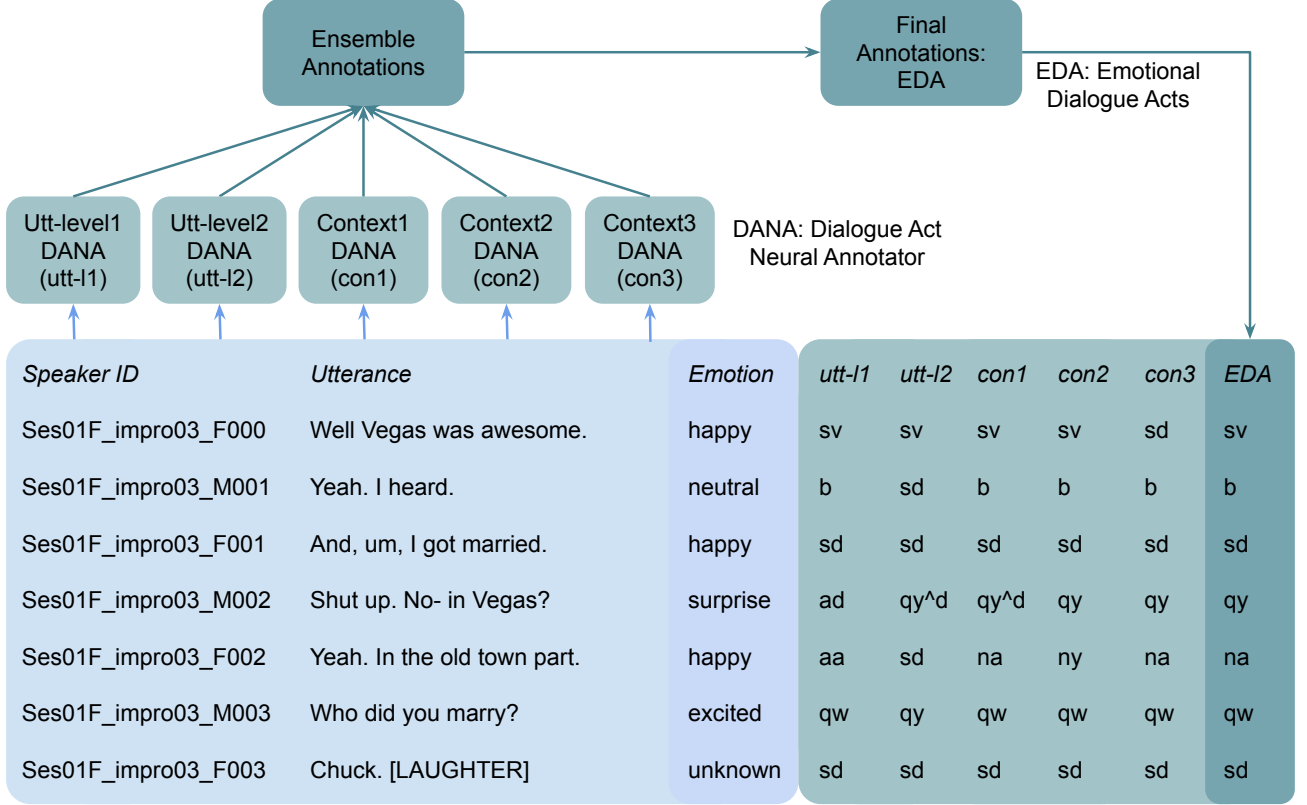 Ensemble
Annotations
Final
Annotations:
EDA
EDA: Emotional
Dialogue Acts
Utt-level1
DANA
(utt-l1)
Utt-level2
DANA
(utt-l2)
Context1
DANA
(con1)
Context2
DANA
(con2)
Context3
DANA
(con3)
DANA: Dialogue Act
Neural Annotator
Speaker ID Utterance Emotion utt-l1 utt-l2 con1 con2 con3 EDA
Ses01F_impro03_F000 Well Vegas was awesome. happy sv sv sv sv sd sv
Ses01F_impro03_M001 Yeah. I heard. neutral b sd b b b b
Ses01F_impro03_F001 And, um, I got married. happy sd sd sd sd sd sd
Ses01F_impro03_M002 Shut up. No- in Vegas? surprise ad qy^d qy^d qy qy qy
Ses01F_impro03_F002 Yeah. In the old town part. happy aa sd na ny na na
Ses01F_impro03_M003 Who did you marry? excited qw qy qw qw qw qw
Ses01F_impro03_F003 Chuck. [LAUGHTER] unknown sd sd sd sd sd sd